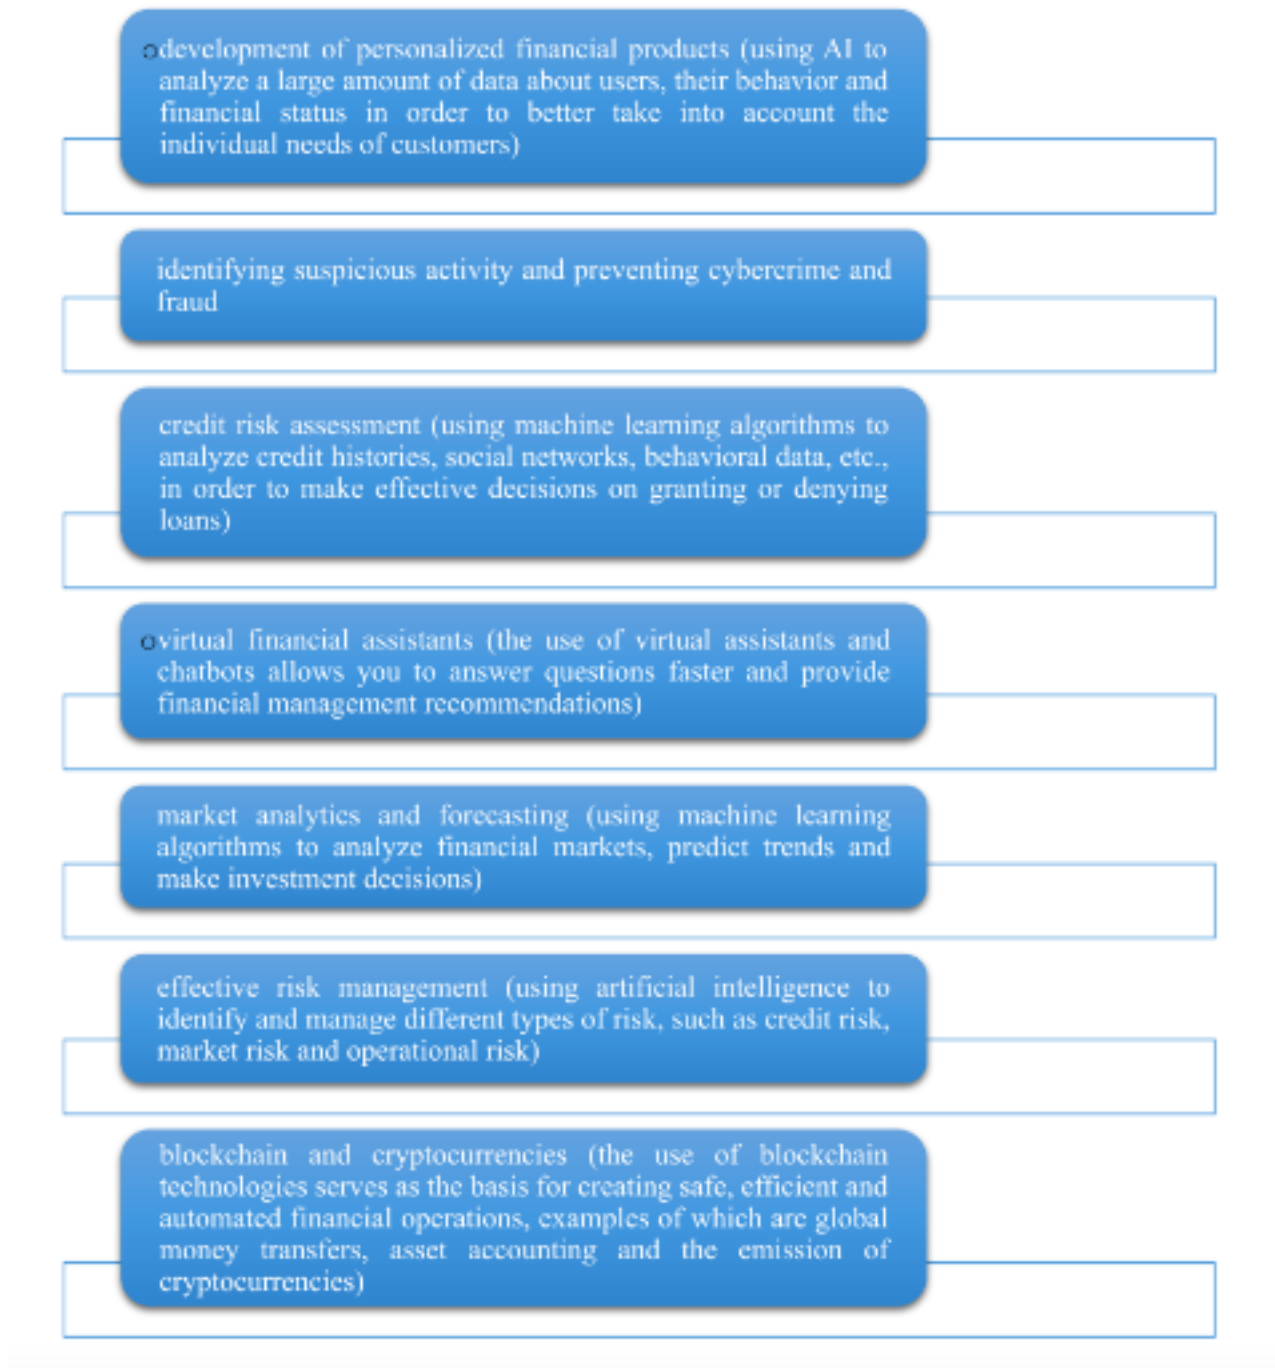 odevelopment of personalized financial products (using AI to
analyze a large amount of data about users, their behavior and
financial status in order to better take into account the
individual needs of customers)
identifying suspicious activity and preventing cybercrime and
fraud
credit risk assessment (using machine learning algorithms to
analyze credit histories, social networks, behavioral data, etc.,
in order to make effective decisions on granting or denying
loans)
ovirtual financial assistants (the use of virtual assistants and
chatbots allows you to answer questions faster and provide
financial management recommendations)
market analytics and forecasting (using machine learning
algorithms to analyze financial markets, predict trends and
make investment decisions)
effective risk management (using artificial intelligence to
identify and manage different types of risk, such as credit risk,
market risk and operational risk)
blockchain and cryptocurrencies (the use of blockchain
technologies serves as the basis for creating safe, efficient and
automated financial operations, examples of which are global
money transfers, asset accounting and the emission of
cryptocurrencies)